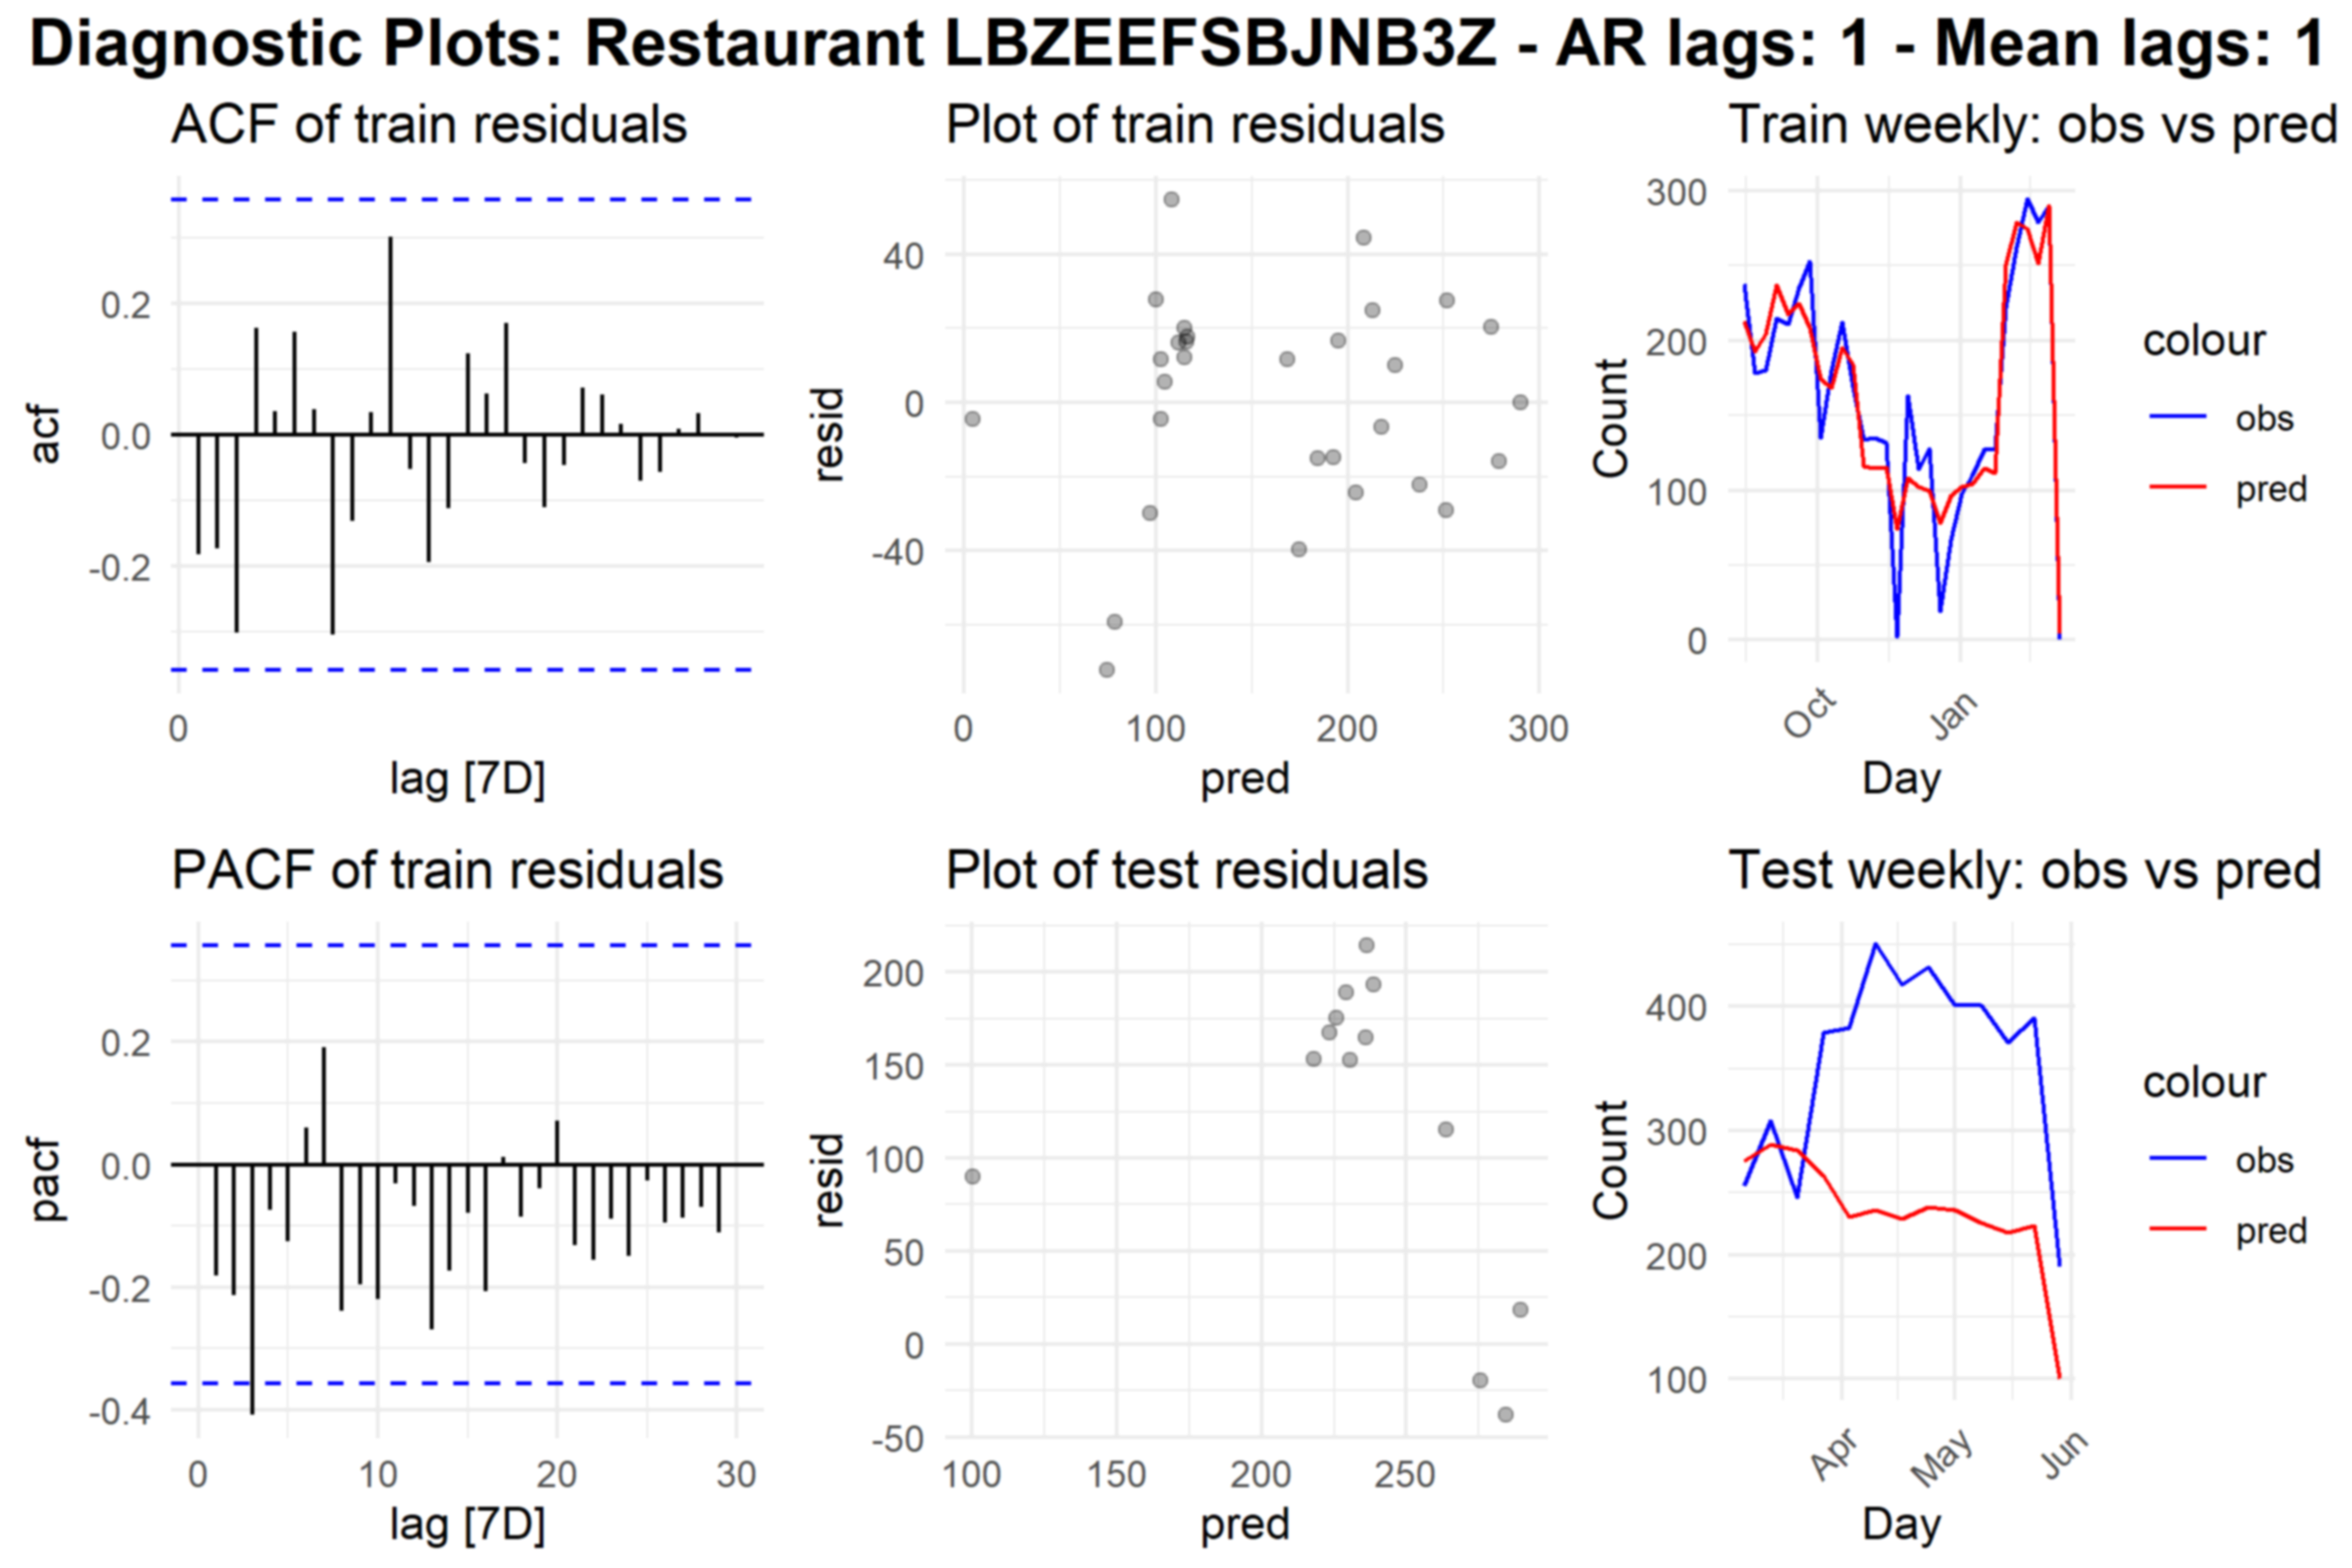 Diagnostic Plots: Restaurant LBZEEFSBJNB3Z - AR lags: 1 - Mean lags: 1
ACF of train residuals
0.2
0.0
-0.2
acf
0
lag [7D]
Plot of train residuals
40
0
-40
resid
0 100 200 300
pred
Train weekly: obs vs pred
300
200
100
0
Count
Oct Jan
Day
colour
obs
pred
PACF of train residuals
0.2
0.0
-0.2
-0.4
pacf
0 10 20 30
lag [7D]
Plot of test residuals
200
150
100
50
0
-50
resid
100 150 200 250
pred
Test weekly: obs vs pred
400
300
200
100
Count
Apr May Jun
Day
colour
obs
pred